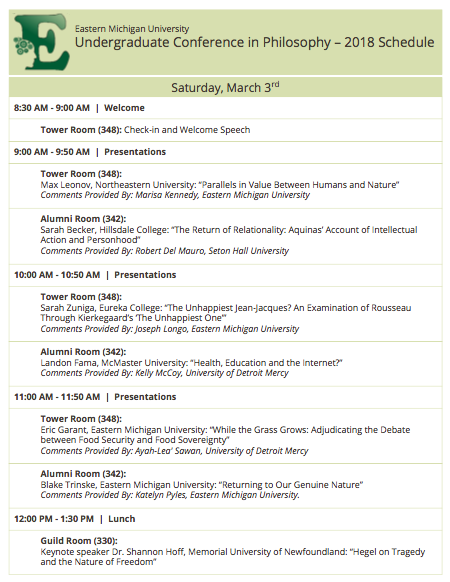 E
Eastern Michigan University
Undergraduate Conference in Philosophy – 2018 Schedule
Saturday, March 3rd
8:30 AM - 9:00 AM | Welcome
Tower Room (348): Check-in and Welcome Speech
9:00 AM - 9:50 AM | Presentations
Tower Room (348):
Max Leonov, Northeastern University: “Parallels in Value Between Humans and Nature”
Comments Provided By: Marisa Kennedy, Eastern Michigan University
Alumni Room (342):
Sarah Becker, Hillsdale College: “The Return of Relationality: Aquinas’ Account of Intellectual
Action and Personhood”
Comments Provided By: Robert Del Mauro, Seton Hall University
10:00 AM - 10:50 AM | Presentations
Tower Room (348):
Sarah Zuniga, Eureka College: “The Unhappiest Jean-Jacques? An Examination of Rousseau
Through Kierkegaard’s ‘The Unhappiest One’”
Comments Provided By: Joseph Longo, Eastern Michigan University
Alumni Room (342):
Landon Fama, McMaster University: “Health, Education and the Internet?”
Comments Provided By: Kelly McCoy, University of Detroit Mercy
11:00 AM - 11:50 AM | Presentations
Tower Room (348):
Eric Garant, Eastern Michigan University: “While the Grass Grows: Adjudicating the Debate
between Food Security and Food Sovereignty”
Comments Provided By: Ayah-Lea’ Sawan, University of Detroit Mercy
Alumni Room (342):
Blake Trinske, Eastern Michigan University: “Returning to Our Genuine Nature”
Comments Provided By: Katelyn Pyles, Eastern Michigan University.
12:00 PM - 1:30 PM | Lunch
Guild Room (330):
Keynote speaker Dr. Shannon Hoff, Memorial University of Newfoundland: “Hegel on Tragedy
and the Nature of Freedom”